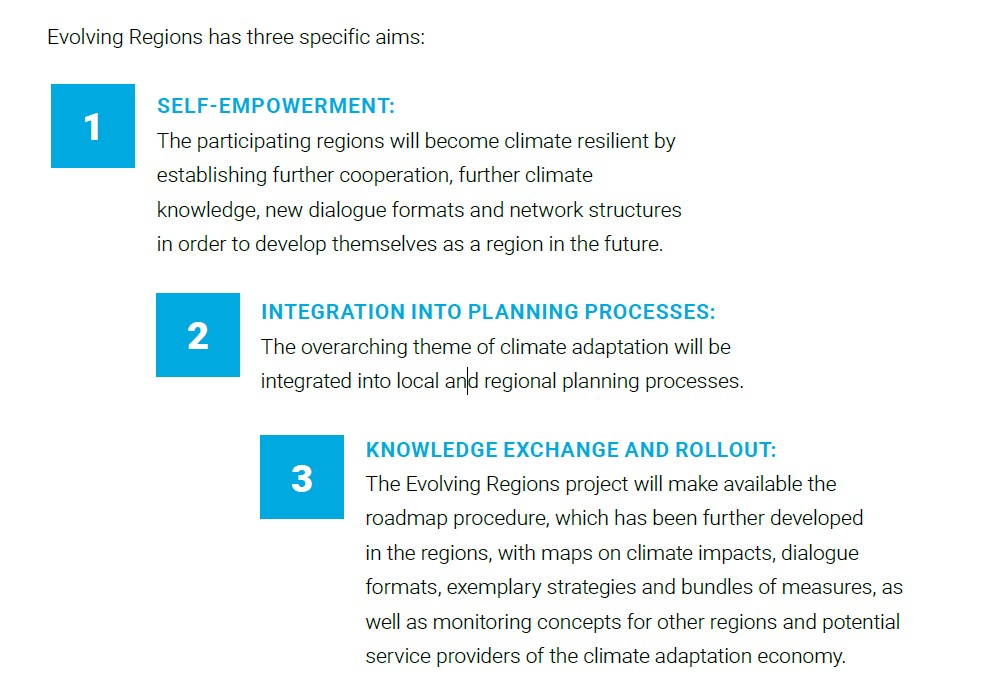 Evolving Regions has three specific aims:
1
SELF-EMPOWERMENT:
The participating regions will become climate resilient by
establishing further cooperation, further climate
knowledge, new dialogue formats and network structures
in order to develop themselves as a region in the future.
2
INTEGRATION INTO PLANNING PROCESSES:
The overarching theme of climate adaptation will be
integrated into local and regional planning processes.
3
KNOWLEDGE EXCHANGE AND ROLLOUT:
The Evolving Regions project will make available the
roadmap procedure, which has been further developed
in the regions, with maps on climate impacts, dialogue
formats, exemplary strategies and bundles of measures, as
well as monitoring concepts for other regions and potential
service providers of the climate adaptation economy.